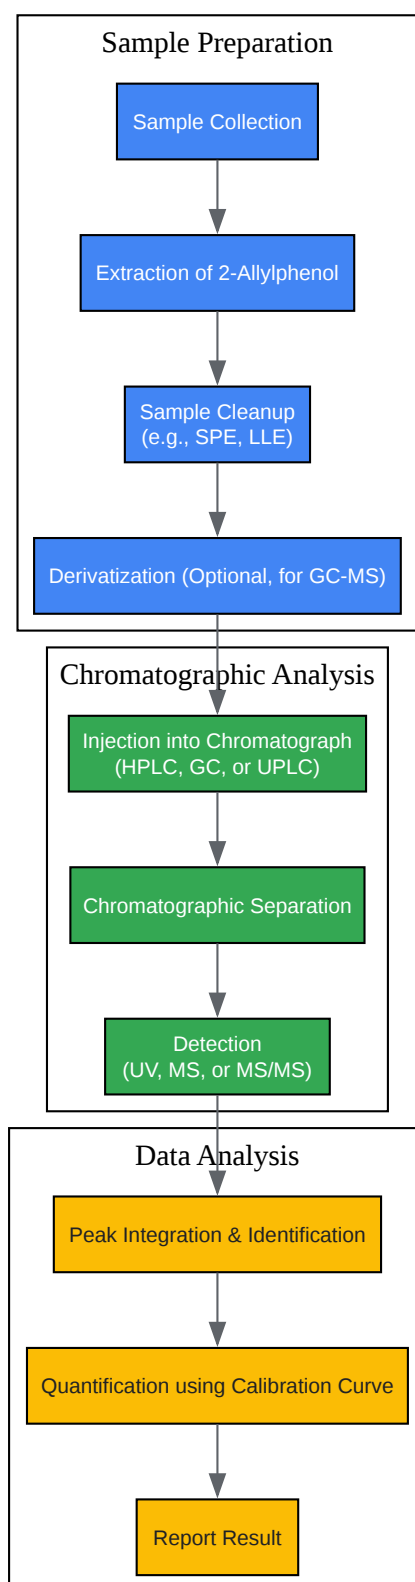 Sample Preparation
Sample Collection
Extraction of 2-Allylphenol
Sample Cleanup
(e.g., SPE, LLE)
Derivatization (Optional, for GC-MS)
Chromatographic Analysis
Injection into Chromatograph
(HPLC, GC, or UPLC)
Chromatographic Separation
Detection
(UV, MS, or MS/MS)
Data Analysis
Peak Integration & Identification
Quantification using Calibration Curve
Report Result